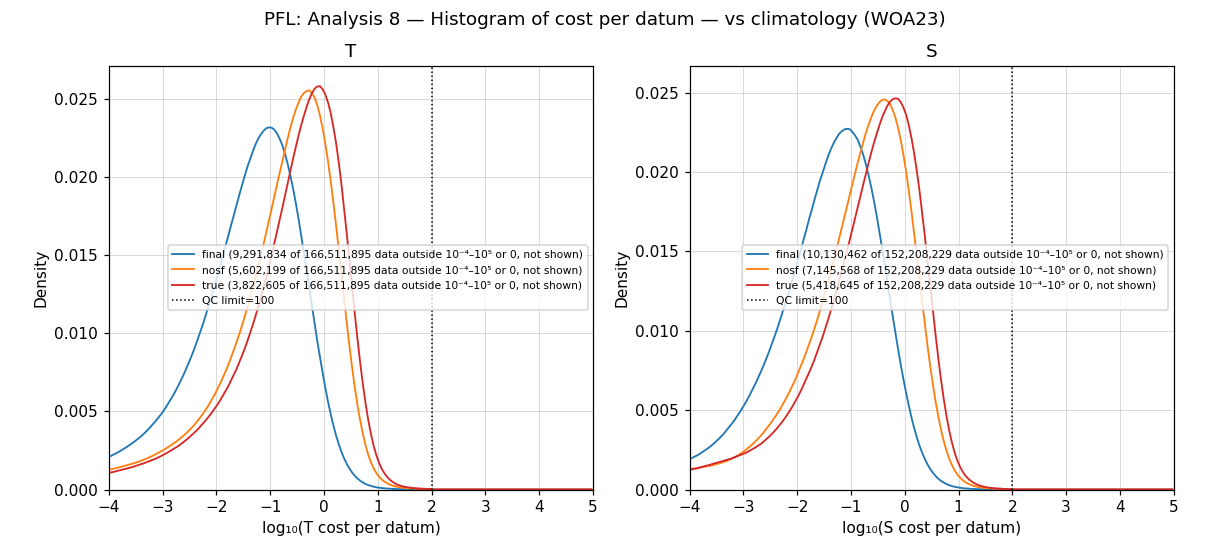 PFL: Analysis 8 — Histogram of cost per datum — vs climatology (WOA23)
T
Density
0.025
0.020
0.015
0.010
0.005
0.000
final (9,291,834 of 166,511,895 data outside 10⁻⁴–10⁵ or 0, not shown)
nosf (5,602,199 of 166,511,895 data outside 10⁻⁴–10⁵ or 0, not shown)
true (3,822,605 of 166,511,895 data outside 10⁻⁴–10⁵ or 0, not shown)
QC limit=100
−4 −3 −2 −1 0 1 2 3 4 5
log₁₀(T cost per datum)
S
Density
0.025
0.020
0.015
0.010
0.005
0.000
final (10,130,462 of 152,208,229 data outside 10⁻⁴–10⁵ or 0, not shown)
nosf (7,145,568 of 152,208,229 data outside 10⁻⁴–10⁵ or 0, not shown)
true (5,418,645 of 152,208,229 data outside 10⁻⁴–10⁵ or 0, not shown)
QC limit=100
−4 −3 −2 −1 0 1 2 3 4 5
log₁₀(S cost per datum)